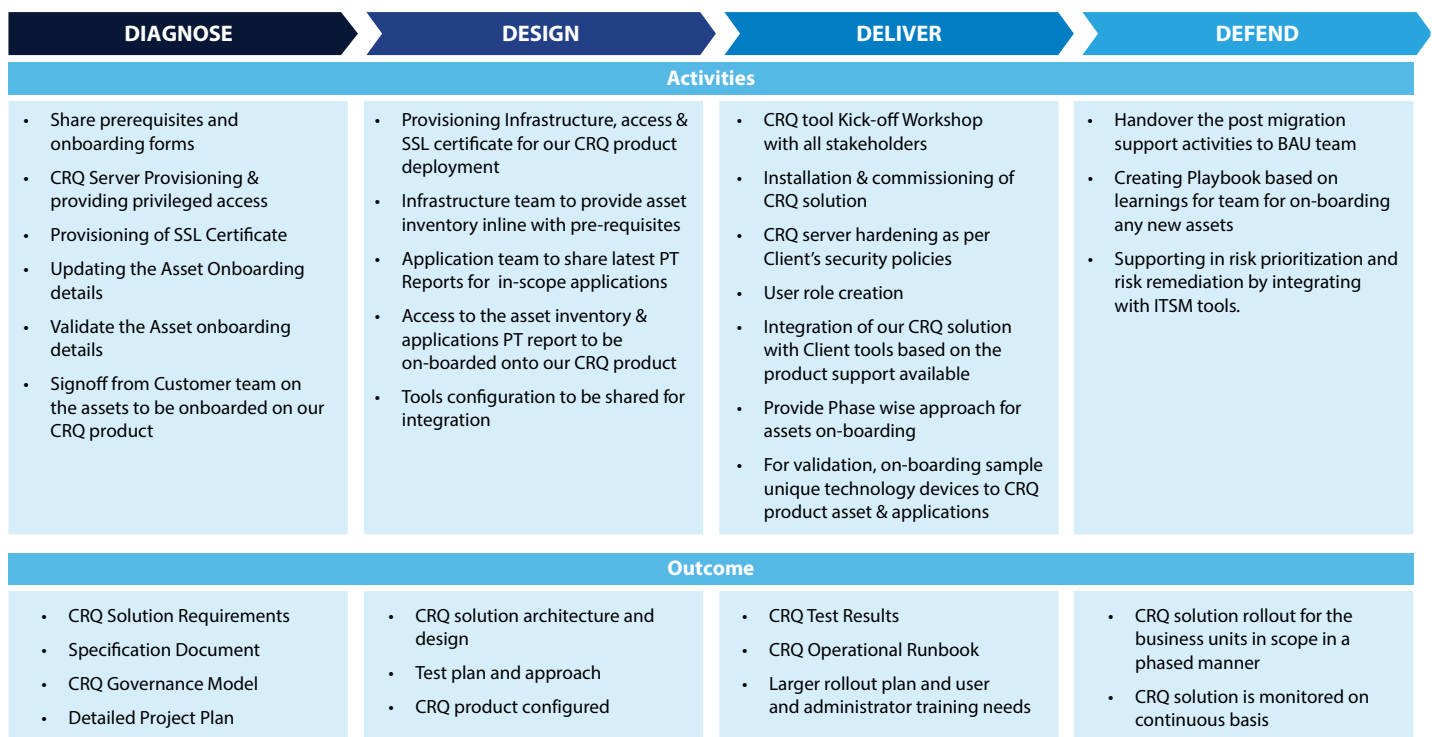 DIAGNOSE
DESIGN
DELIVER
DEFEND
Activities
• Share prerequisites and
onboarding forms
• CRQ Server Provisioning &
providing privileged access
• Provisioning of SSL Certificate
• Updating the Asset Onboarding
details
• Validate the Asset onboarding
details
• Signoff from Customer team on
the assets to be onboarded on our
CRQ product
• Provisioning Infrastructure, access &
SSL certificate for our CRQ product
deployment
• Infrastructure team to provide asset
inventory inline with pre-requisites
• Application team to share latest PT
Reports for in-scope applications
• Access to the asset inventory &
applications PT report to be
on-boarded onto our CRQ product
• Tools configuration to be shared for
integration
• CRQ tool Kick-off Workshop
with all stakeholders
• Installation & commissioning of
CRQ solution
• CRQ server hardening as per
Client's security policies
• User role creation
• Integration of our CRQ solution
with Client tools based on the
product support available
• Provide Phase wise approach for
assets on-boarding
• For validation, on-boarding sample
unique technology devices to CRQ
product asset & applications
• Handover the post migration
support activities to BAU team
• Creating Playbook based on
learnings for team for on-boarding
any new assets
• Supporting in risk prioritization and
risk remediation by integrating
with ITSM tools.
Outcome
• CRQ Solution Requirements
• Specification Document
• CRQ Governance Model
• Detailed Project Plan
• CRQ solution architecture and
design
• Test plan and approach
• CRQ product configured
• CRQ Test Results
• CRQ Operational Runbook
• Larger rollout plan and user
and administrator training needs
• CRQ solution rollout for the
business units in scope in a
phased manner
• CRQ solution is monitored on
continuous basis